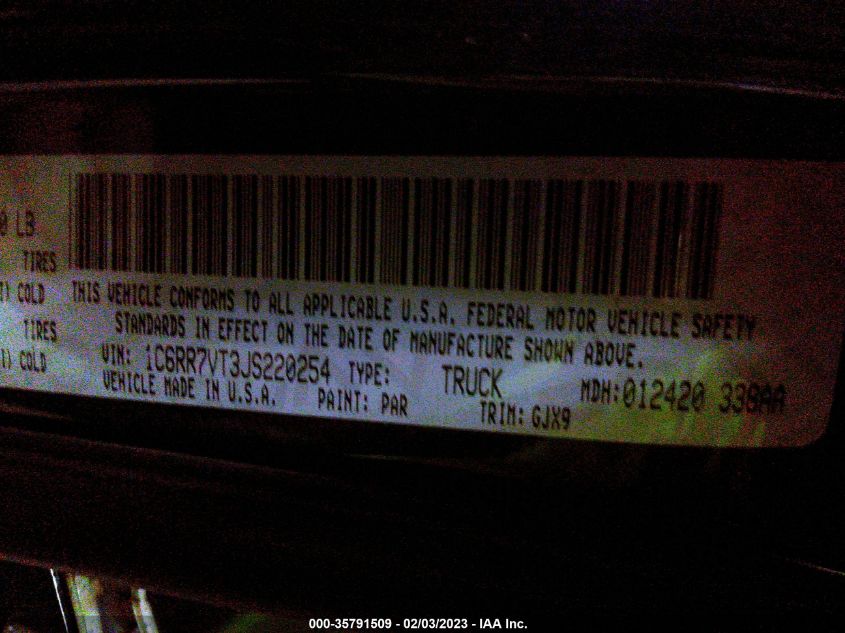 0 LB
TIRES
COLD
TIRES
COLD
THIS VEHICLE CONFORMS TO ALL APPLICABLE U.S.A. FEDERAL MOTOR VEHICLE SAFETY
STANDARDS IN EFFECT ON THE DATE OF MANUFACTURE SHOWN ABOVE.
VIN: 1C6RR7VT3JS220254 TYPE: TRUCK MDH: 012420 338AA
VEHICLE MADE IN U.S.A. PAINT: PAR TRIM: GJX9
000-35791509 - 02/03/2023 - IAA Inc.